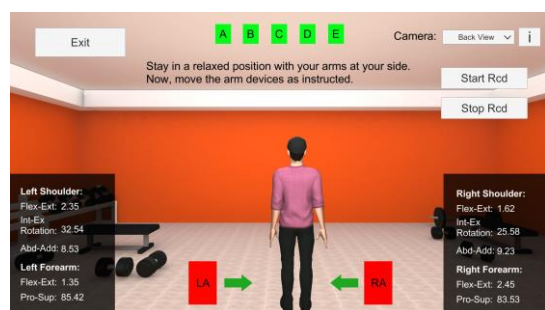 Exit
A B C D E
Camera: Back View
i
Stay in a relaxed position with your arms at your side.
Now, move the arm devices as instructed.
Start Rcd
Stop Rcd
Left Shoulder:
Flex-Ext: 2.35
Int-Ex
Rotation: 32.54
Abd-Add: 8.53
Left Forearm:
Flex-Ext: 1.35
Pro-Sup: 85.42
LA
RA
Right Shoulder:
Flex-Ext: 1.62
Int-Ex
Rotation: 25.58
Abd-Add: 9.23
Right Forearm:
Flex-Ext: 2.45
Pro-Sup: 83.53